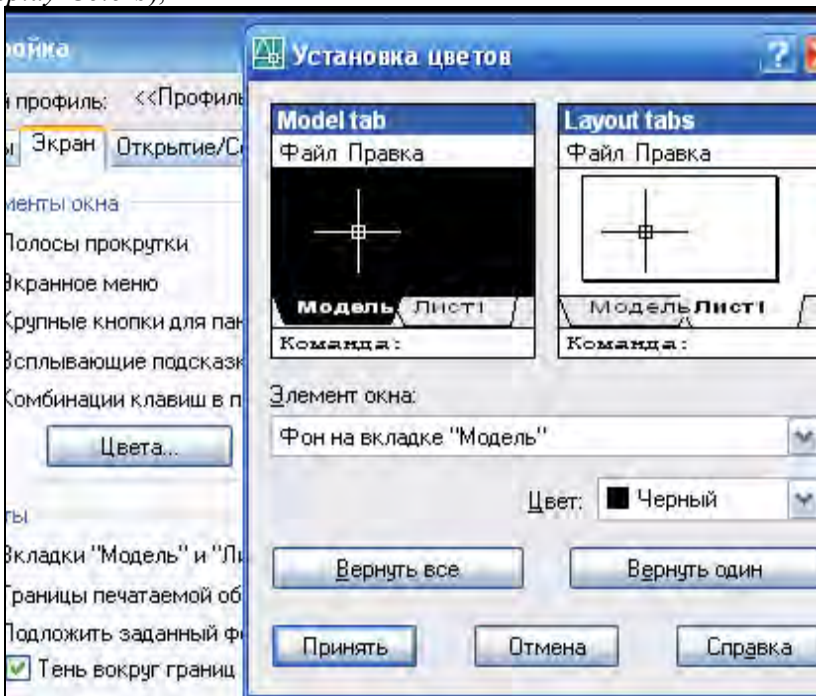 ройка
профиль: <<Профиль
Экран Открытие/С
менты окна
Полосы прокрутки
Экранное меню
Крупные кнопки для пан
Всплывающие подсказк
Комбинации клавиш в п
Цвета...
ты
Вкладки "Модель" и "Ли
Границы печатаемой об
Подложить заданный ф
Тень вокруг границ
Установка цветов
Model tab
Файл Правка
Модель Лист1
Команда:
Layout tabs
Файл Правка
Модель Лист1
Команда:
Элемент окна:
Фон на вкладке "Модель"
Цвет: Черный
Вернуть все Вернуть один
Принять Отмена Справка